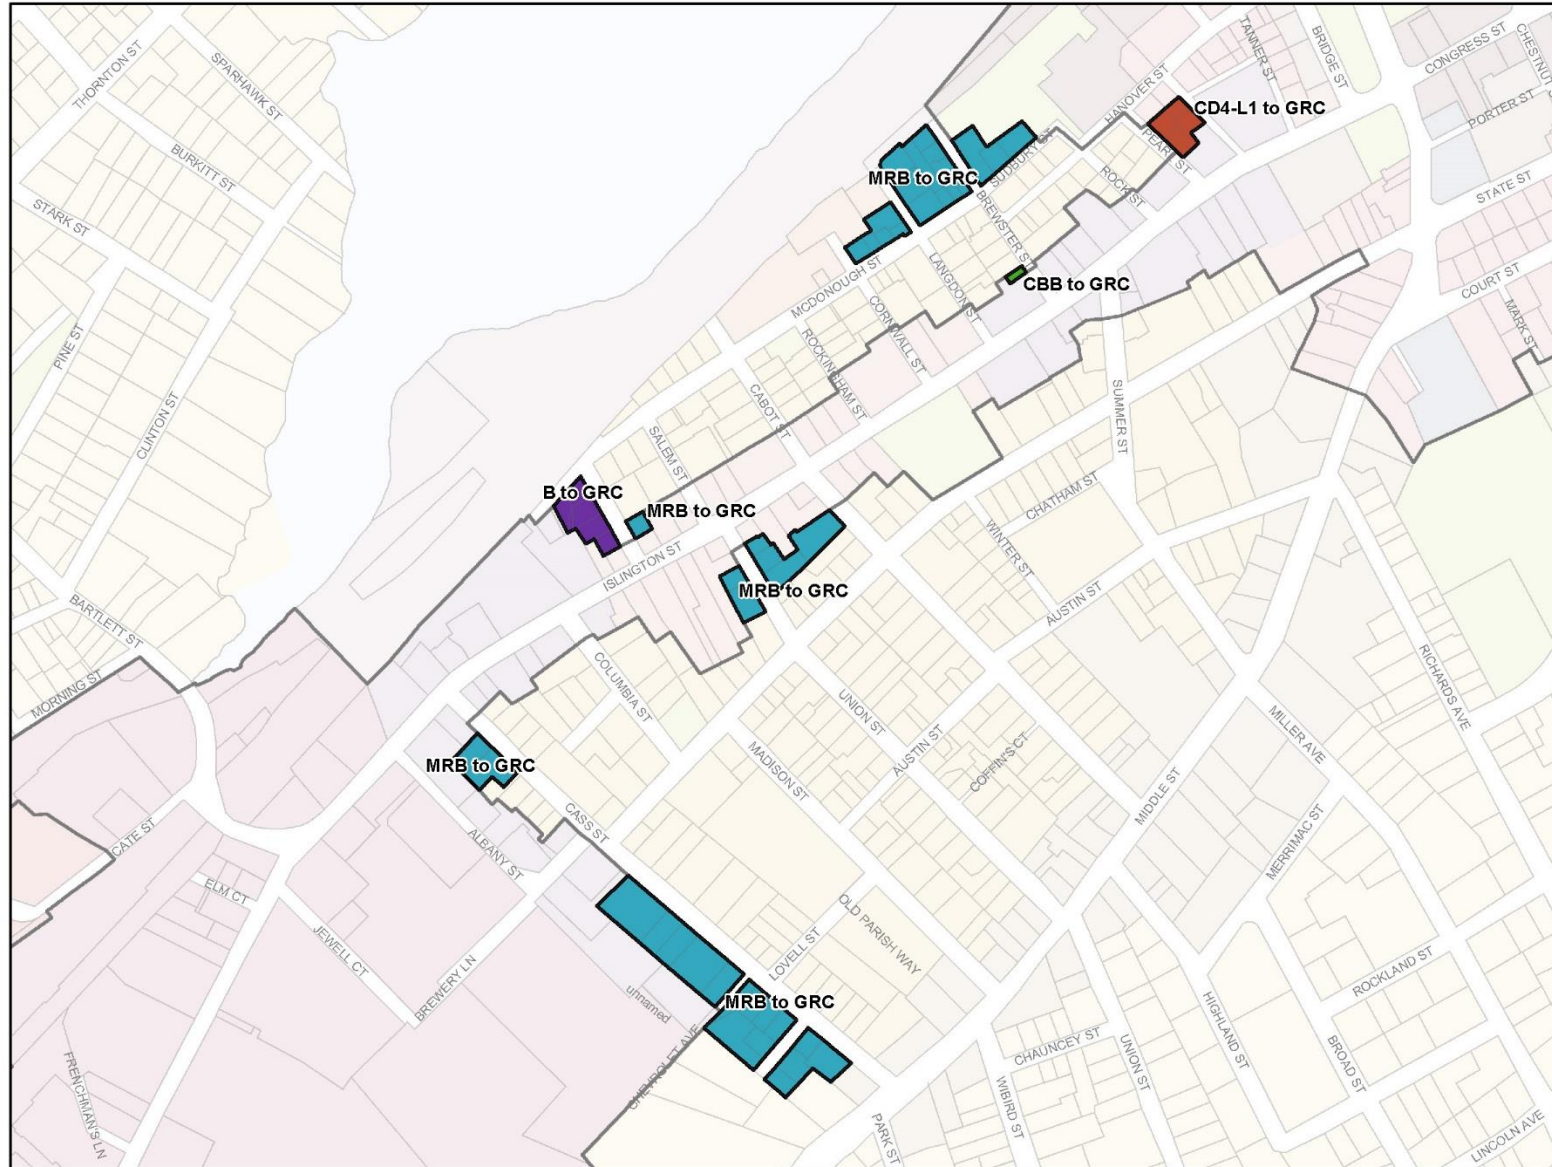 THORNTON ST
SPARHAWK ST
TANNER ST
BRIDGE ST
CONGRESS ST
HANOVER ST
TANNER ST
PORTER ST
CD4-L1 to GRC
PEARL ST
BURKITT ST
SUDBURY ST
ROCK ST
STATE ST
MRB to GRC
STARK ST
BREWSTER ST
LANGDON ST
CBB to GRC
COURT ST
MCDONOUGH ST
MARK ST
CORNWALL ST
PINE ST
ROCKINGHAM ST
CLINTON ST
CABOT ST
SUMMER ST
SALEM ST
B to GRC
MRB to GRC
CHATHAM ST
WINTER ST
ISLINGTON ST
MRB to GRC
AUSTIN ST
BARTLETT ST
MORNING ST
COLUMBIA ST
RICHARDS AVE
UNION ST
MILLER AVE
AUSTIN ST
MADISON ST
COFFIN'S CT
MRB to GRC
MIDDLE ST
CASS ST
CATE ST
ALBANY ST
MERRIMAC ST
ELM CT
OLD PARISH WAY
JEWELL CT
LOVELL ST
BREWERY LN
ROCKLAND ST
unnamed
MRB to GRC
HIGHLAND ST
CHEVROLET AVE
CHAUNCEY ST
UNION ST
BROAD ST
FRENCHMAN'S LN
WIBIRD ST
PARK ST
LINCOLN AVE